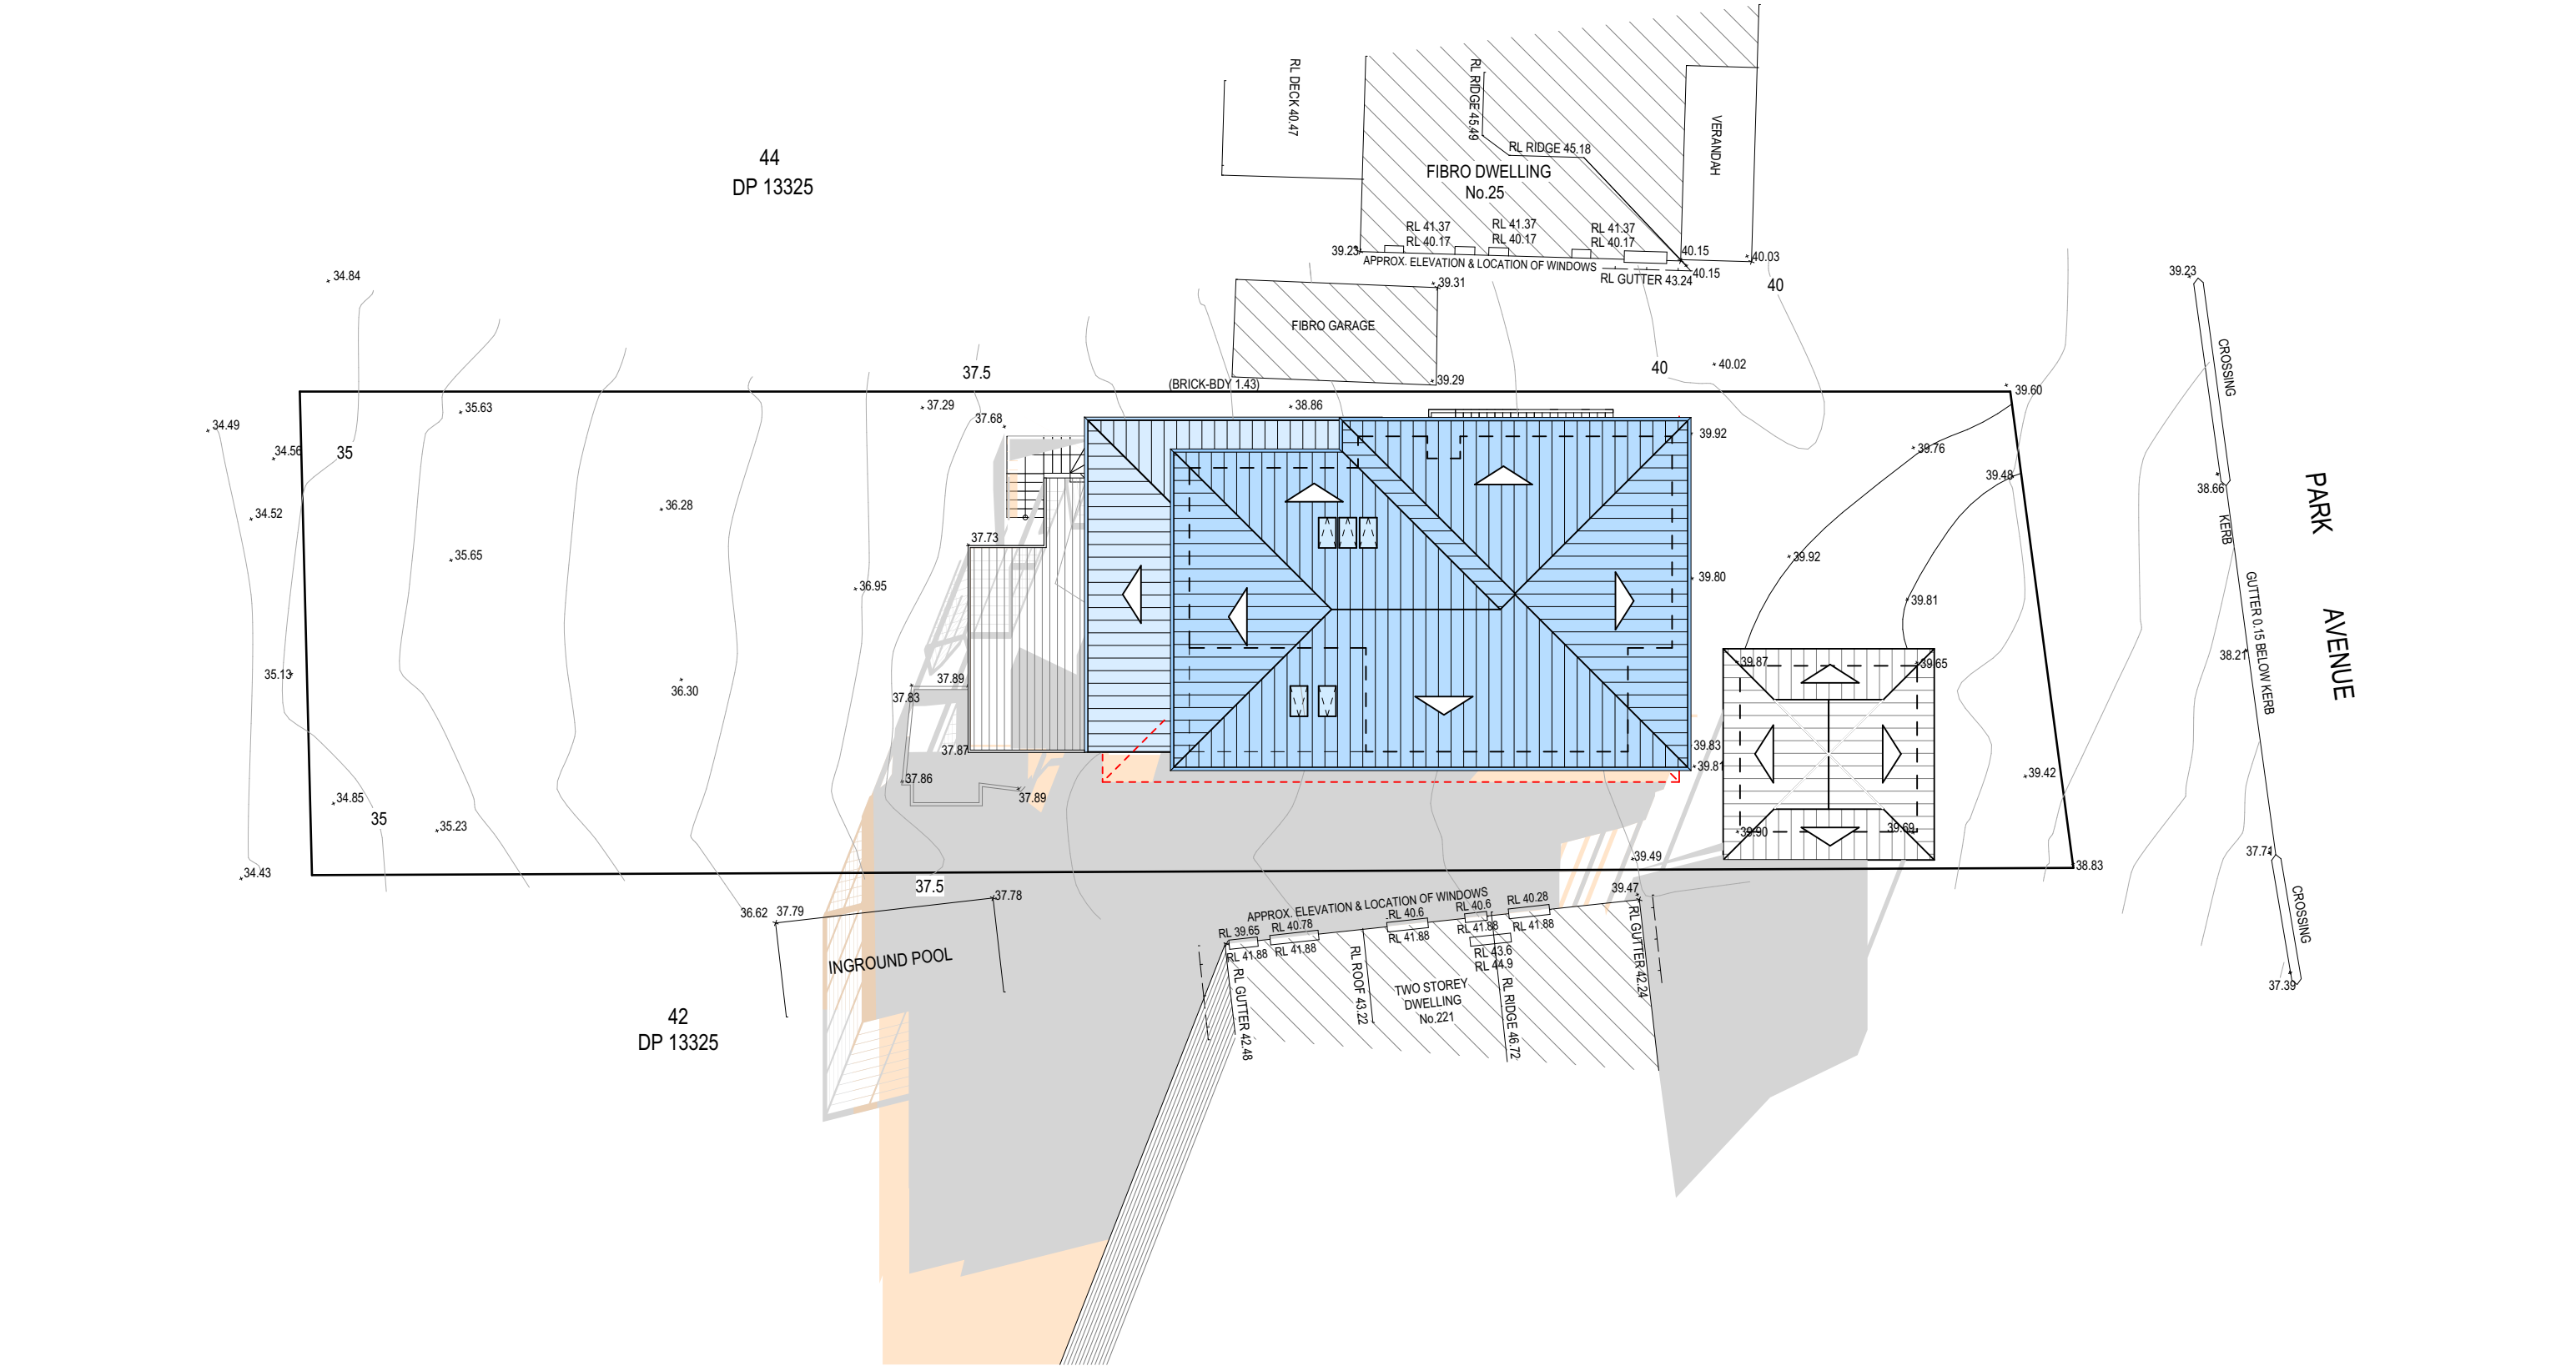 RL DECK 40.47
RL RIDGE 45.49
RL RIDGE 45.18
VERANDAH
44
DP 13325
FIBRO DWELLING
No.25
RL 41.37
RL 40.17
RL 41.37
RL 40.17
RL 41.37
RL 40.17
39.23
40.15
40.03
APPROX. ELEVATION & LOCATION OF WINDOWS
40.15
RL GUTTER 43.24
39.31
40
34.84
39.23
FIBRO GARAGE
CROSSING
37.5
(BRICK-BDY 1.43)
39.29
40
40.02
39.60
35.63
37.29
38.86
37.68
34.49
39.92
39.76
34.56
35
39.48
38.66
PARK AVENUE
KERB
34.52
36.28
37.73
35.65
39.92
36.95
39.80
39.81
GUTTER 0.15 BELOW KERB
38.21
35.13
36.30
37.89
37.83
39.87
39.65
37.87
39.83
39.81
37.86
39.42
34.85
37.89
35
35.23
39.90
39.69
39.49
37.71
34.43
38.83
37.5
39.47
37.78
36.62
37.79
APPROX. ELEVATION & LOCATION OF WINDOWS
RL 39.65
RL 40.78
RL 40.6
RL 40.6
RL 40.28
RL 41.88
RL 41.88
RL 41.88
RL 41.88
RL 41.88
CROSSING
INGROUND POOL
RL GUTTER 42.48
RL ROOF 43.22
RL 43.6
RL 44.9
RL RIDGE 46.72
RL GUTTER 42.24
TWO STOREY
DWELLING
No.221
37.39
42
DP 13325